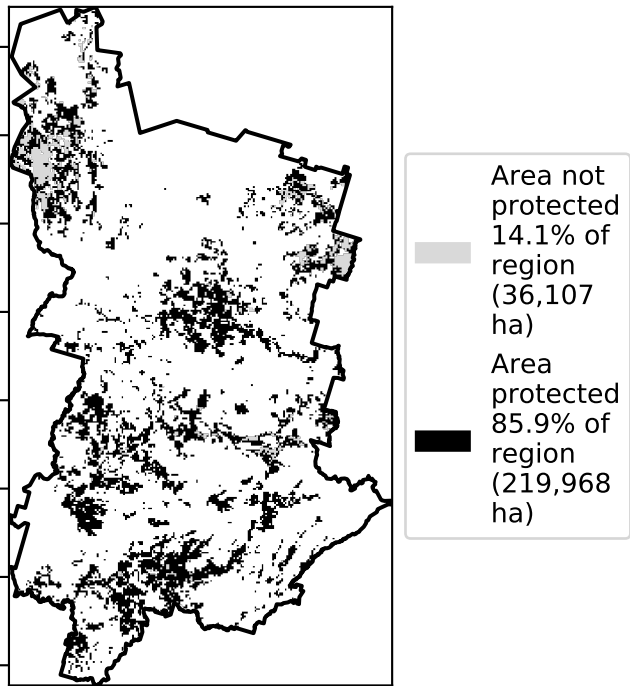 Area not
protected
14.1% of
region
(36,107
ha)
Area
protected
85.9% of
region
(219,968
ha)